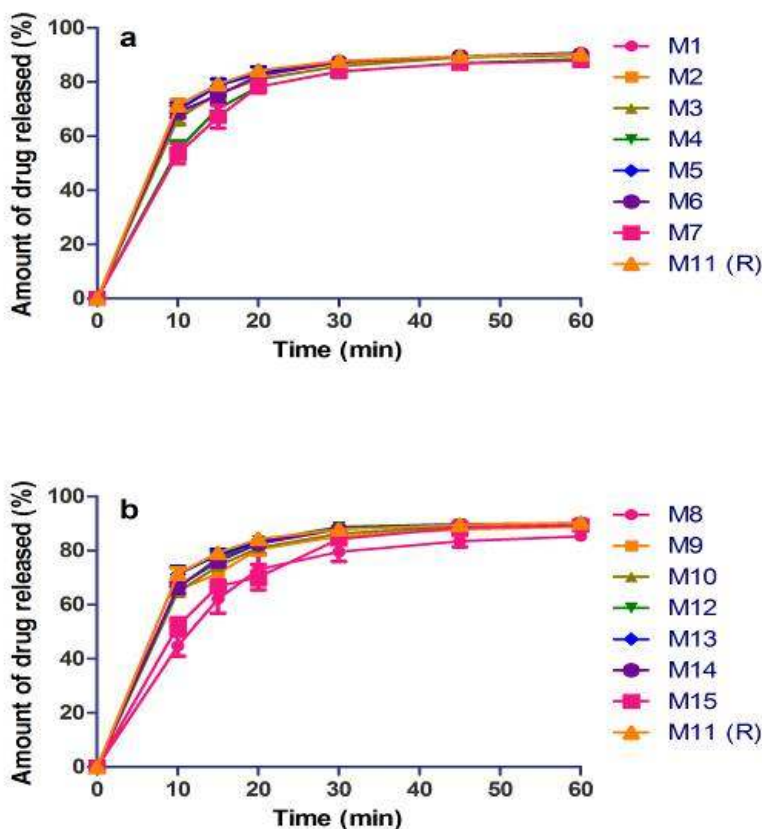 a
Amount of drug released (%)
100
80
60
40
20
0
0 10 20 30 40 50 60
Time (min)
M1
M2
M3
M4
M5
M6
M7
M11 (R)
b
Amount of drug released (%)
100
80
60
40
20
0
0 10 20 30 40 50 60
Time (min)
M8
M9
M10
M12
M13
M14
M15
M11 (R)